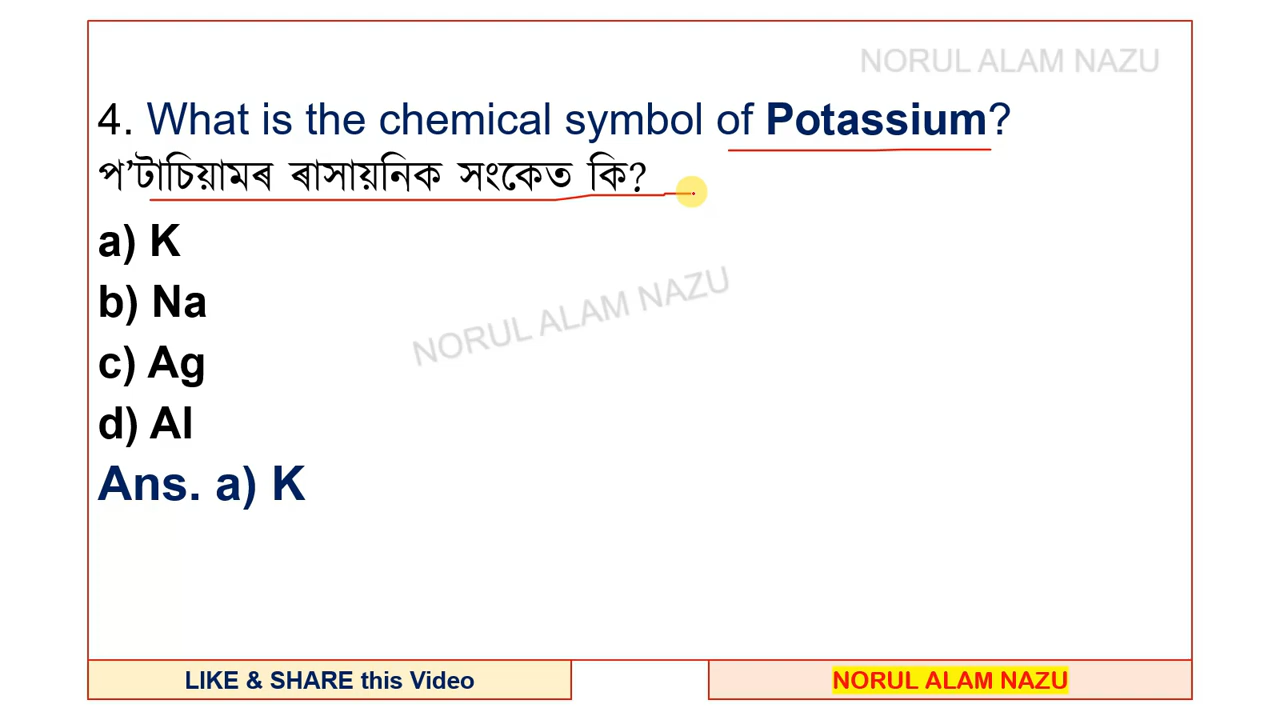 NORUL ALAM NAZU
4. What is the chemical symbol of Potassium?
প’টাচিয়ামৰ ৰাসায়নিক সংকেত কি?
a) K
b) Na
c) Ag
d) Al
NORUL ALAM NAZU
Ans. a) K
LIKE & SHARE this Video
NORUL ALAM NAZU